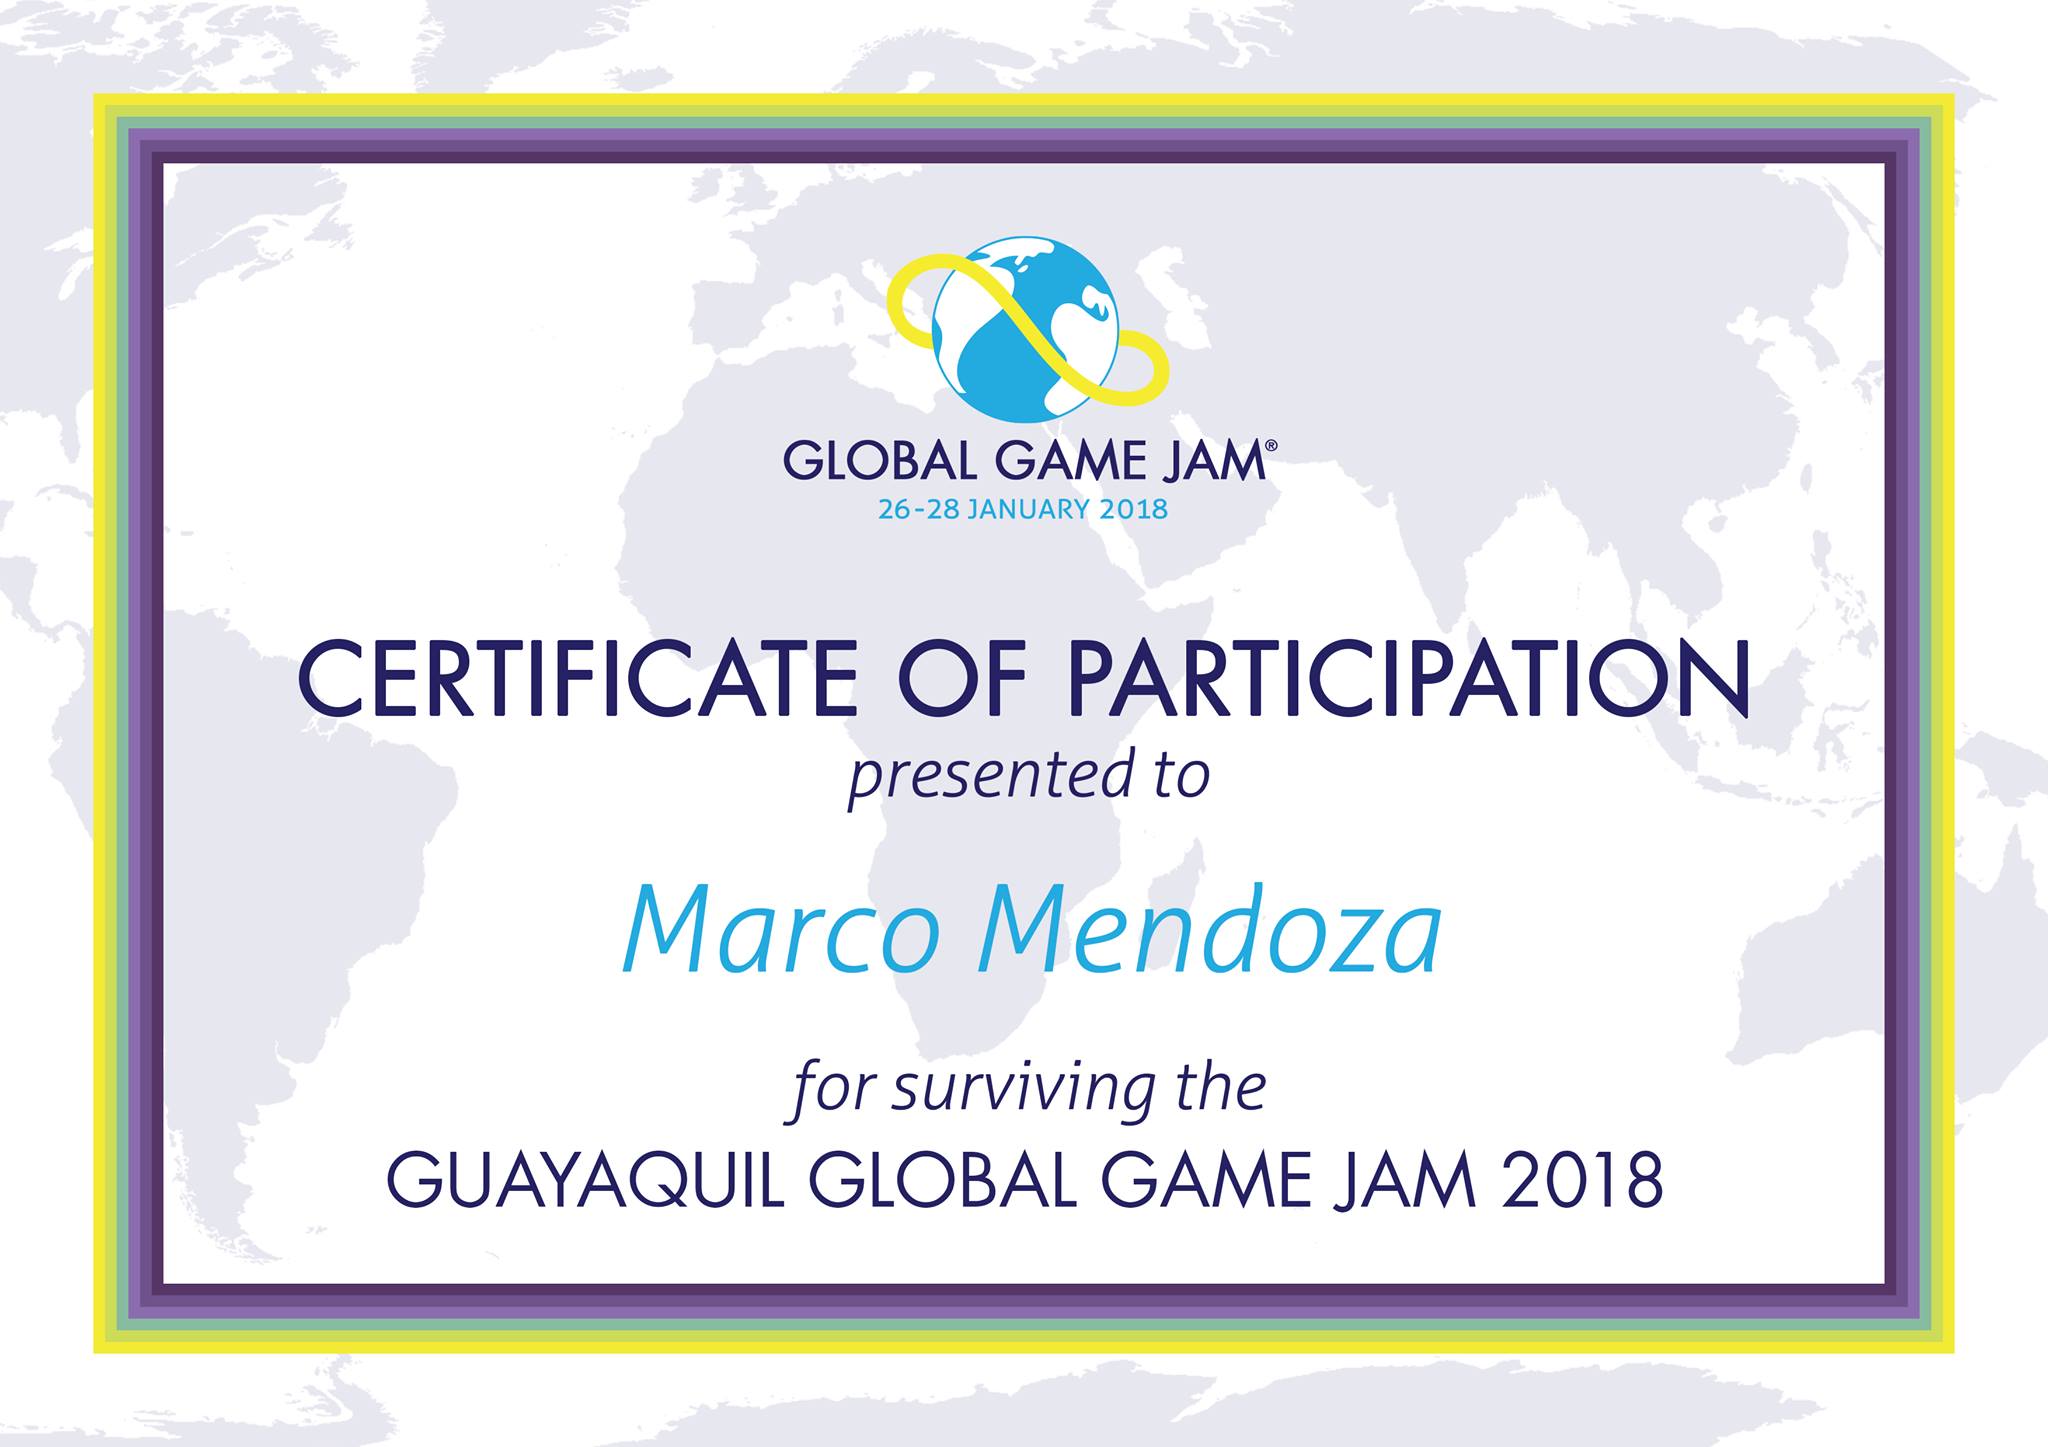 GLOBAL GAME JAM®
26-28 JANUARY 2018
CERTIFICATE OF PARTICIPATION
presented to
Marco Mendoza
for surviving the
GUAYAQUIL GLOBAL GAME JAM 2018